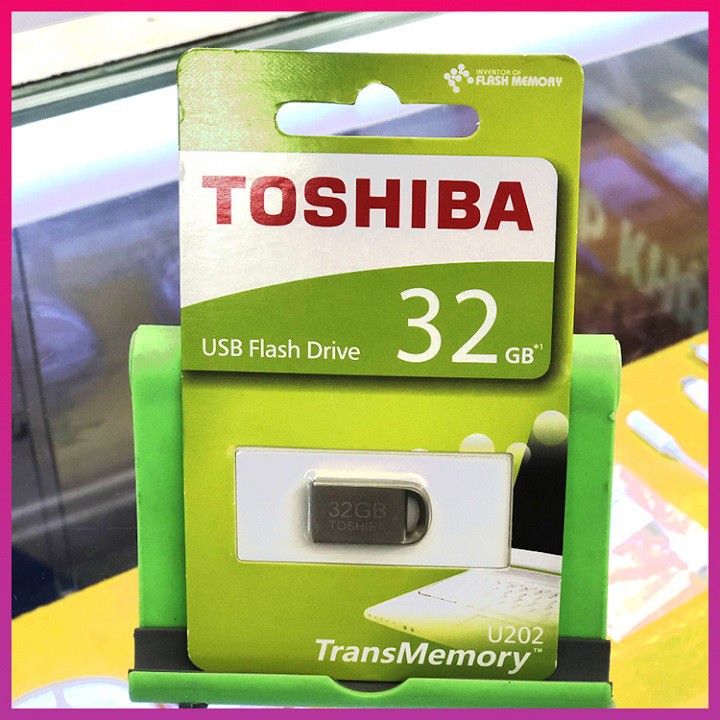 INVENTOR OF
FLASH MEMORY
TOSHIBA
USB Flash Drive 32 GB*1
32GB
TOSHIBA
U202
TransMemory™